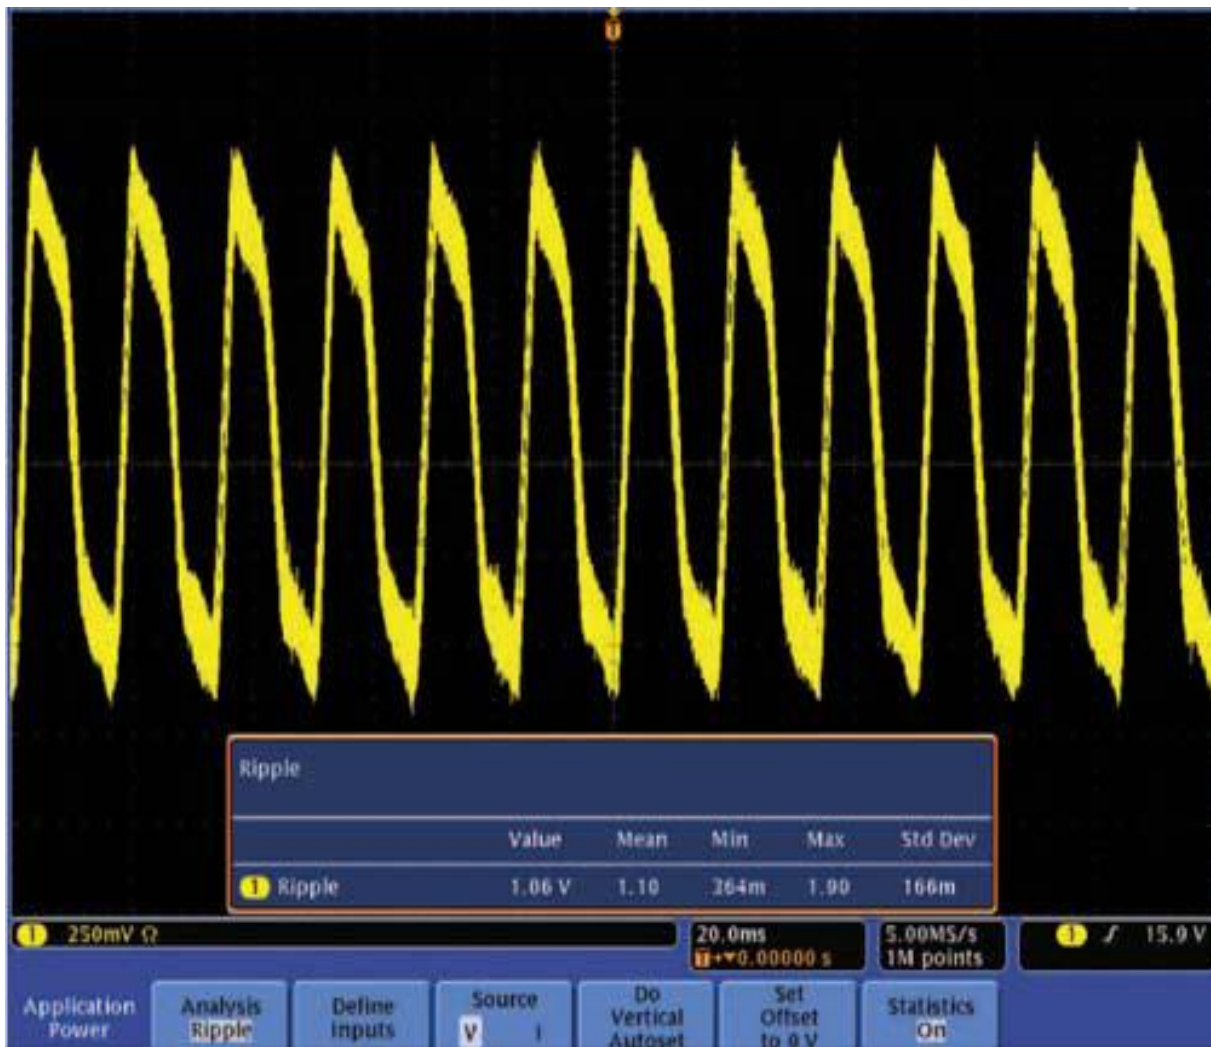 T
Ripple
Value Mean Min Max Std Dev
1 Ripple 1.06 V 1.10 264m 1.90 166m
1 250mV Ω
20.0ms
T→▼0.00000 s
5.00MS/s
1M points
1 ʃ 15.9 V
Application
Power
Analysis
Ripple
Define
Inputs
Source
V I
Do
Vertical
Autoset
Set
Offset
to 0 V
Statistics
On